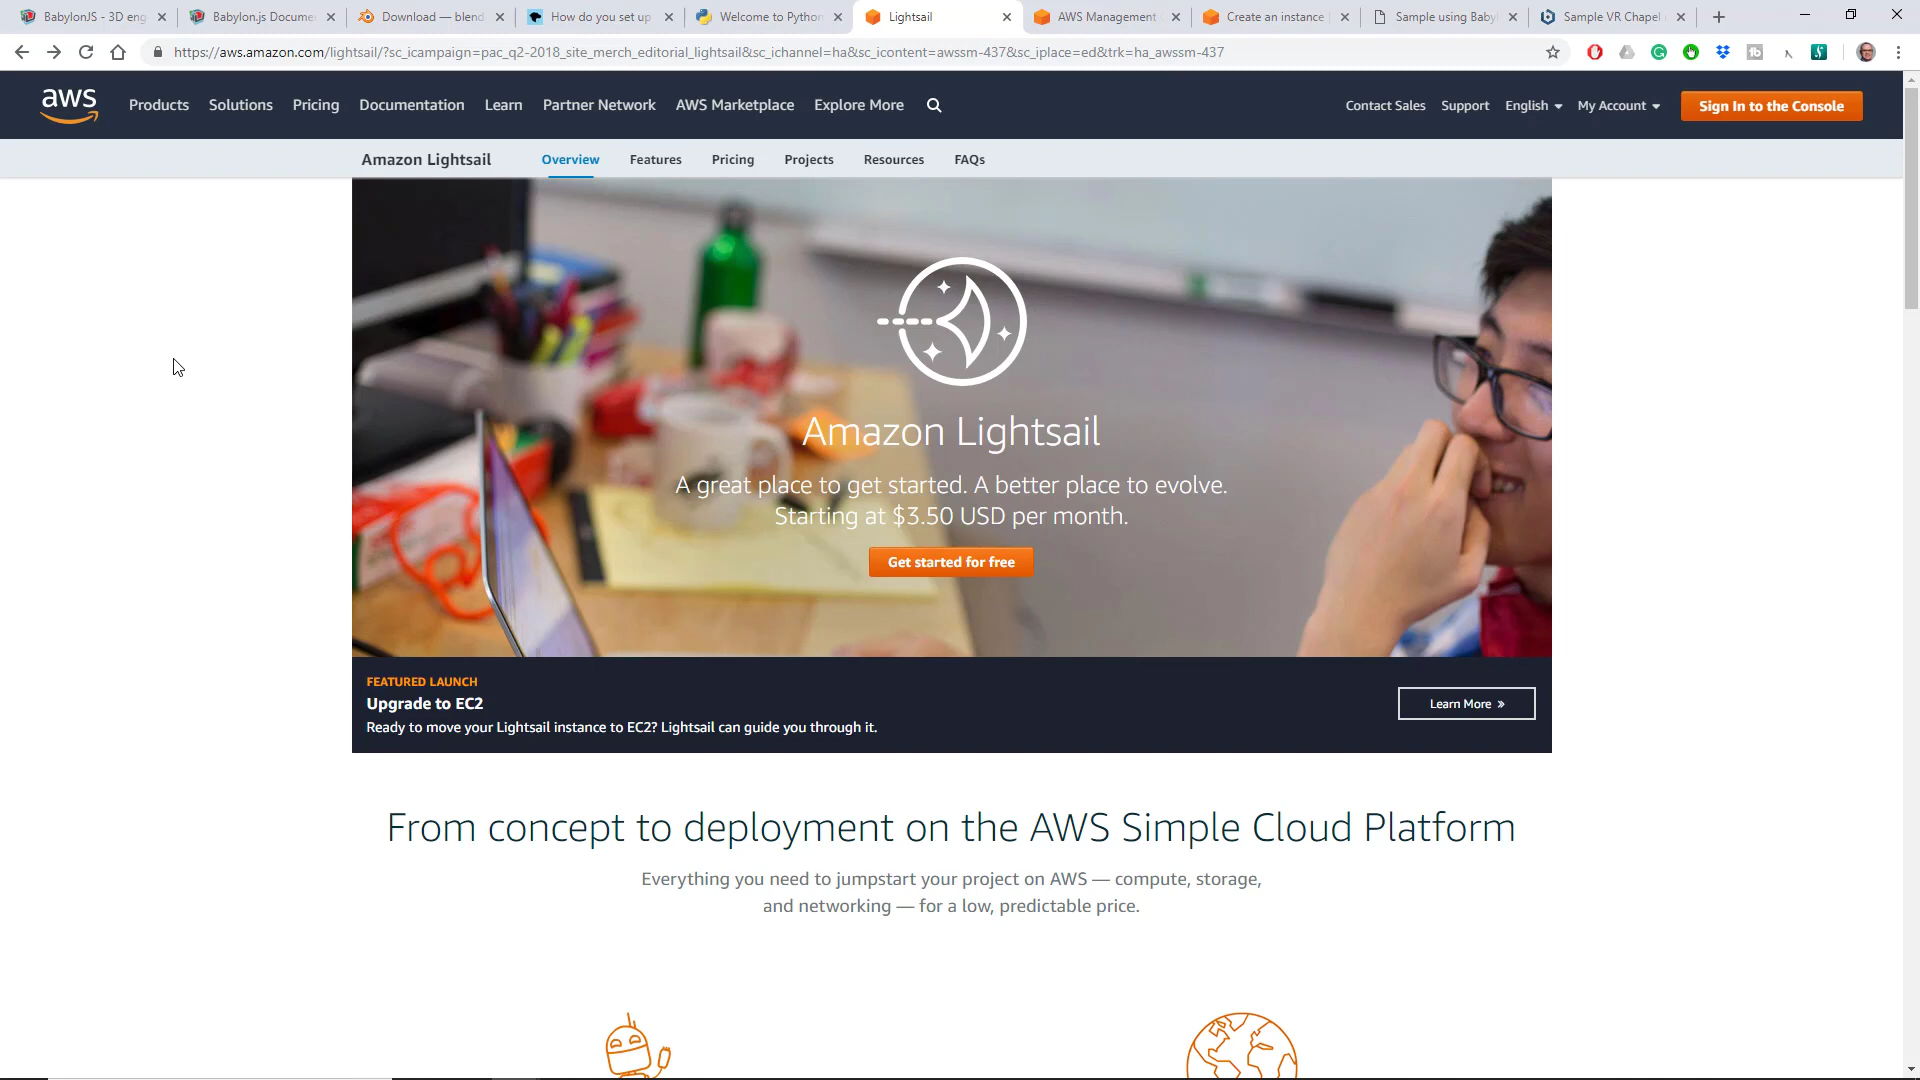 BabylonJS - 3D eng
Babylon.js Docume
Download — blend
How do you set up
Welcome to Python
Lightsail
AWS Management
Create an instance
Sample using Baby
Sample VR Chapel
https://aws.amazon.com/lightsail/?sc_icampaign=pac_q2-2018_site_merch_editorial_lightsail&sc_ichannel=ha&sc_icontent=awssm-437&sc_iplace=ed&trk=ha_awssm-437
aws
Products
Solutions
Pricing
Documentation
Learn
Partner Network
AWS Marketplace
Explore More
Contact Sales
Support
English
My Account
Sign In to the Console
Amazon Lightsail
Overview
Features
Pricing
Projects
Resources
FAQs
Amazon Lightsail
A great place to get started. A better place to evolve.
Starting at $3.50 USD per month.
Get started for free
FEATURED LAUNCH
Upgrade to EC2
Ready to move your Lightsail instance to EC2? Lightsail can guide you through it.
Learn More »
From concept to deployment on the AWS Simple Cloud Platform
Everything you need to jumpstart your project on AWS — compute, storage,
and networking — for a low, predictable price.